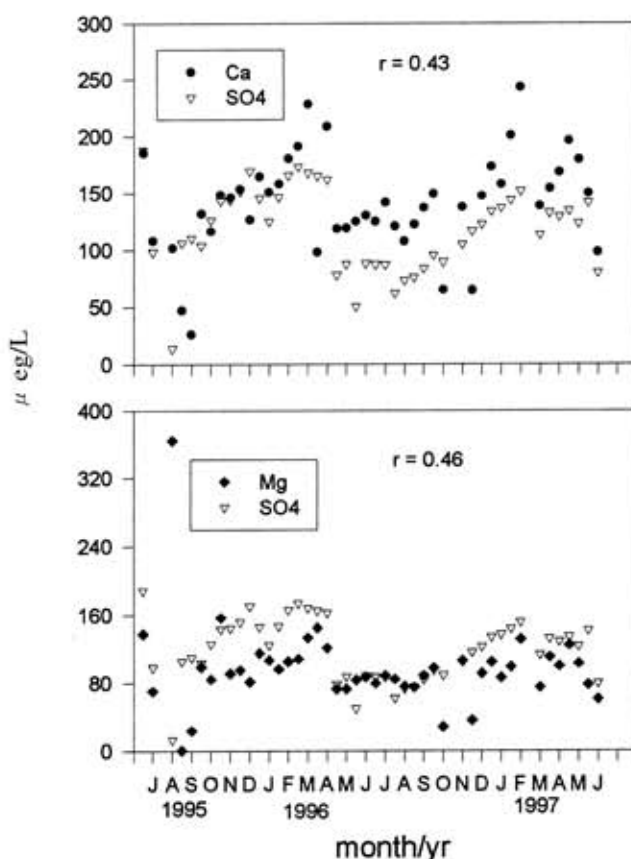 300
250
200
150
100
50
0
Ca
SO4
r = 0.43
μ eg/L
400
320
240
160
80
0
Mg
SO4
r = 0.46
J A S O N D J F M A M J J A S O N D J F M A M J
1995 1996 1997
month/yr